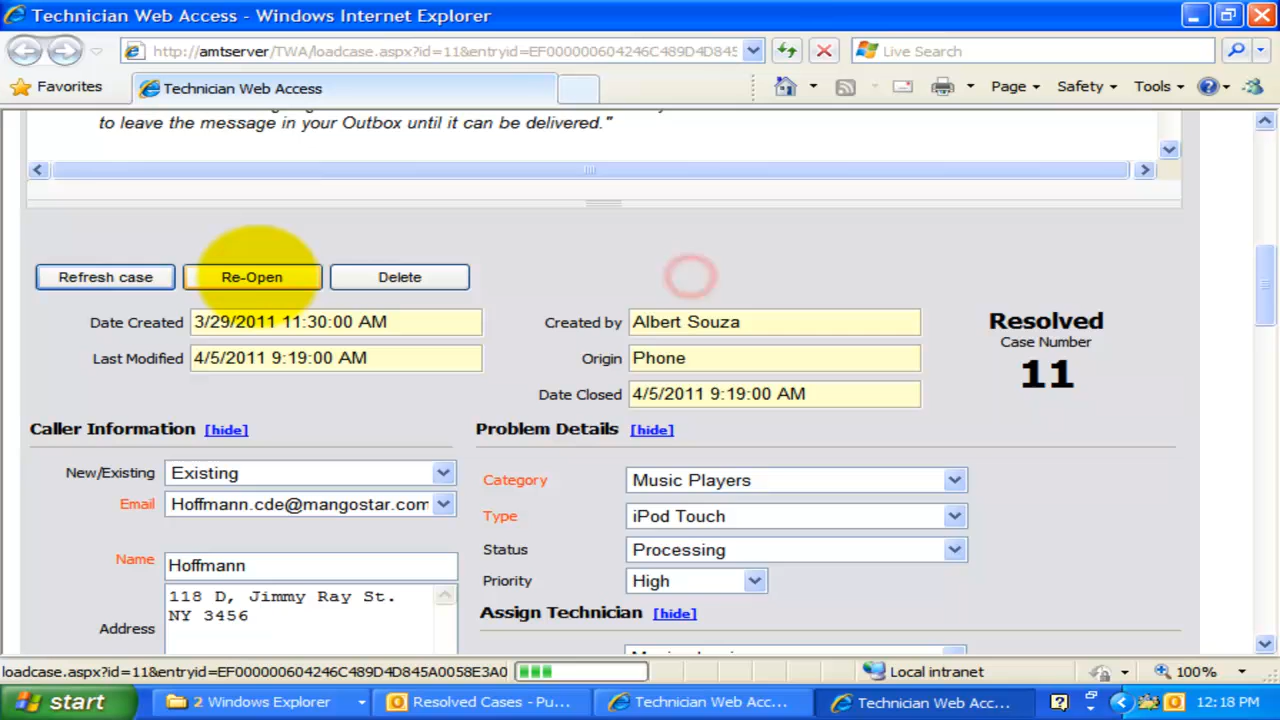 Technician Web Access - Windows Internet Explorer
http://amtserver/TWA/loadcase.aspx?id=11&entryid=EF000000604246C489D4D845
Live Search
Favorites
Technician Web Access
Page
Safety
Tools
to leave the message in your Outbox until it can be delivered."
Refresh case
Re-Open
Delete
Date Created
3/29/2011 11:30:00 AM
Created by
Albert Souza
Resolved
Case Number
11
Last Modified
4/5/2011 9:19:00 AM
Origin
Phone
Date Closed
4/5/2011 9:19:00 AM
Caller Information [hide]
Problem Details [hide]
New/Existing
Existing
Category
Music Players
Email
Hoffmann.cde@mangostar.com
Type
iPod Touch
Status
Processing
Name
Hoffmann
Priority
High
Address
118 D, Jimmy Ray St.
NY 3456
Assign Technician [hide]
loadcase.aspx?id=11&entryid=EF000000604246C489D4D845A0058E3A0
Local intranet
100%
start
2 Windows Explorer
Resolved Cases - Pu...
Technician Web Acc...
Technician Web Acc...
12:18 PM